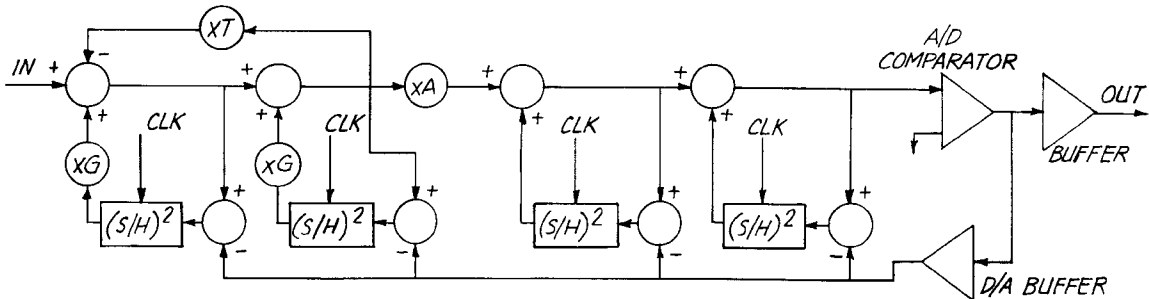 xT
A/D
COMPARATOR
IN + - + + xA + + + +
OUT
BUFFER
CLK
CLK
CLK
CLK
xG
xG
(S/H)²
+
-
(S/H)²
+
-
(S/H)²
+
-
(S/H)²
+
-
D/A BUFFER